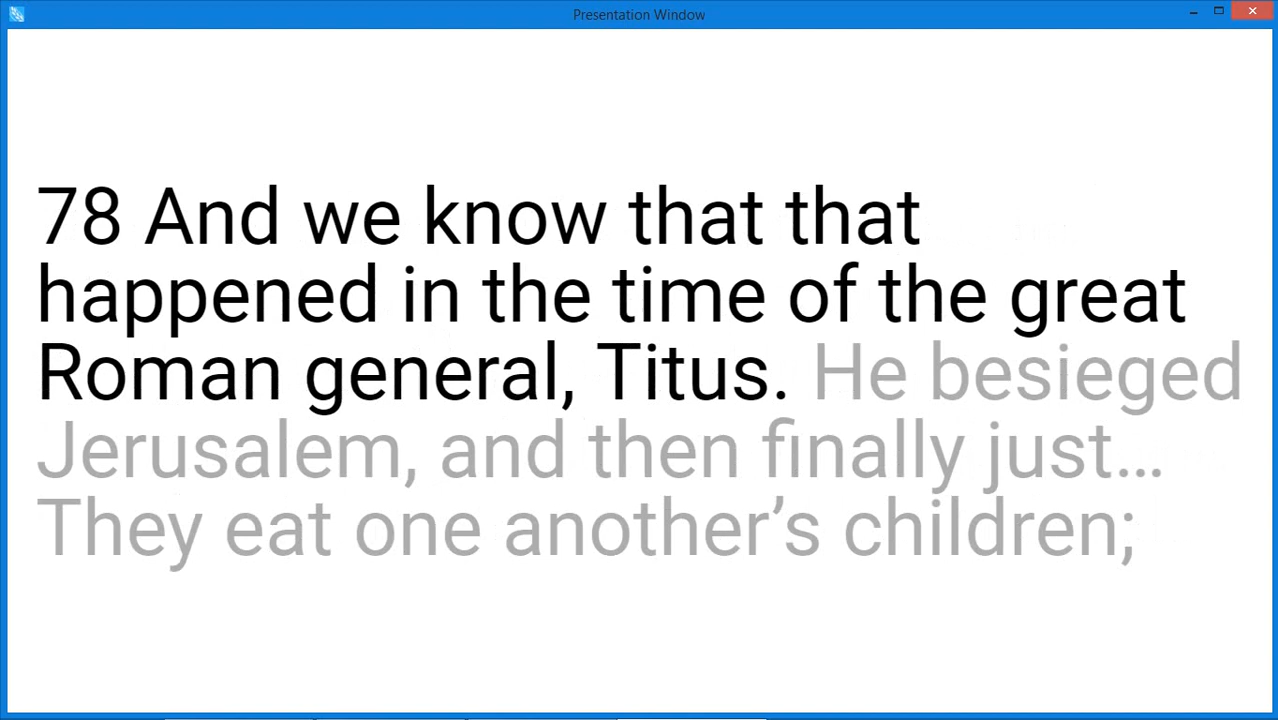 Presentation Window
78 And we know that that
happened in the time of the great
Roman general, Titus. He besieged
Jerusalem, and then finally just…
They eat one another’s children;